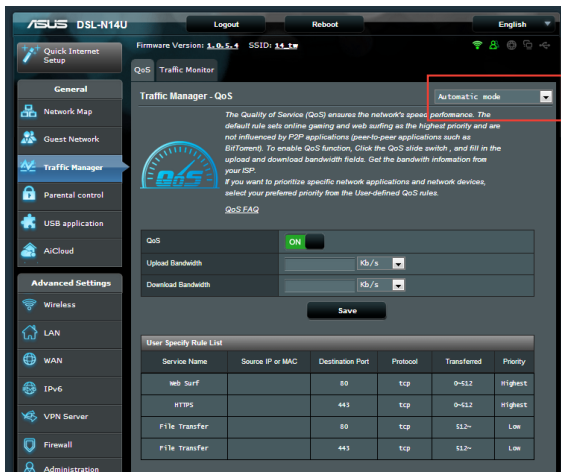 ASUS DSL-N14U
Logout
Reboot
English
Quick Internet
Setup
Firmware Version: 1.0.5.4 SSID: 14_tw
QoS
Traffic Monitor
General
Network Map
Guest Network
Traffic Manager
Parental control
USB application
AiCloud
Advanced Settings
Wireless
LAN
WAN
IPv6
VPN Server
Firewall
Administration
Traffic Manager - QoS
Automatic mode
The Quality of Service (QoS) ensures the network's speed performance. The
default rule sets online gaming and web surfing as the highest priority and are
not influenced by P2P applications (peer-to-peer applications such as
BitTorrent). To enable QoS function, Click the QoS slide switch , and fill in the
upload and download bandwidth fields. Get the bandwidth information from
your ISP.
If you want to prioritize specific network applications and network devices,
select your preferred priority from the User-defined QoS rules.
QoS FAQ
QoS
QoS
ON
Upload Bandwidth
Kb/s
Download Bandwidth
Kb/s
Save
User Specify Rule List
Service Name Source IP or MAC Destination Port Protocol Transferred Priority
Web Surf 80 tcp 0~512 Highest
HTTPS 443 tcp 0~512 Highest
File Transfer 80 tcp 512~ Low
File Transfer 443 tcp 512~ Low